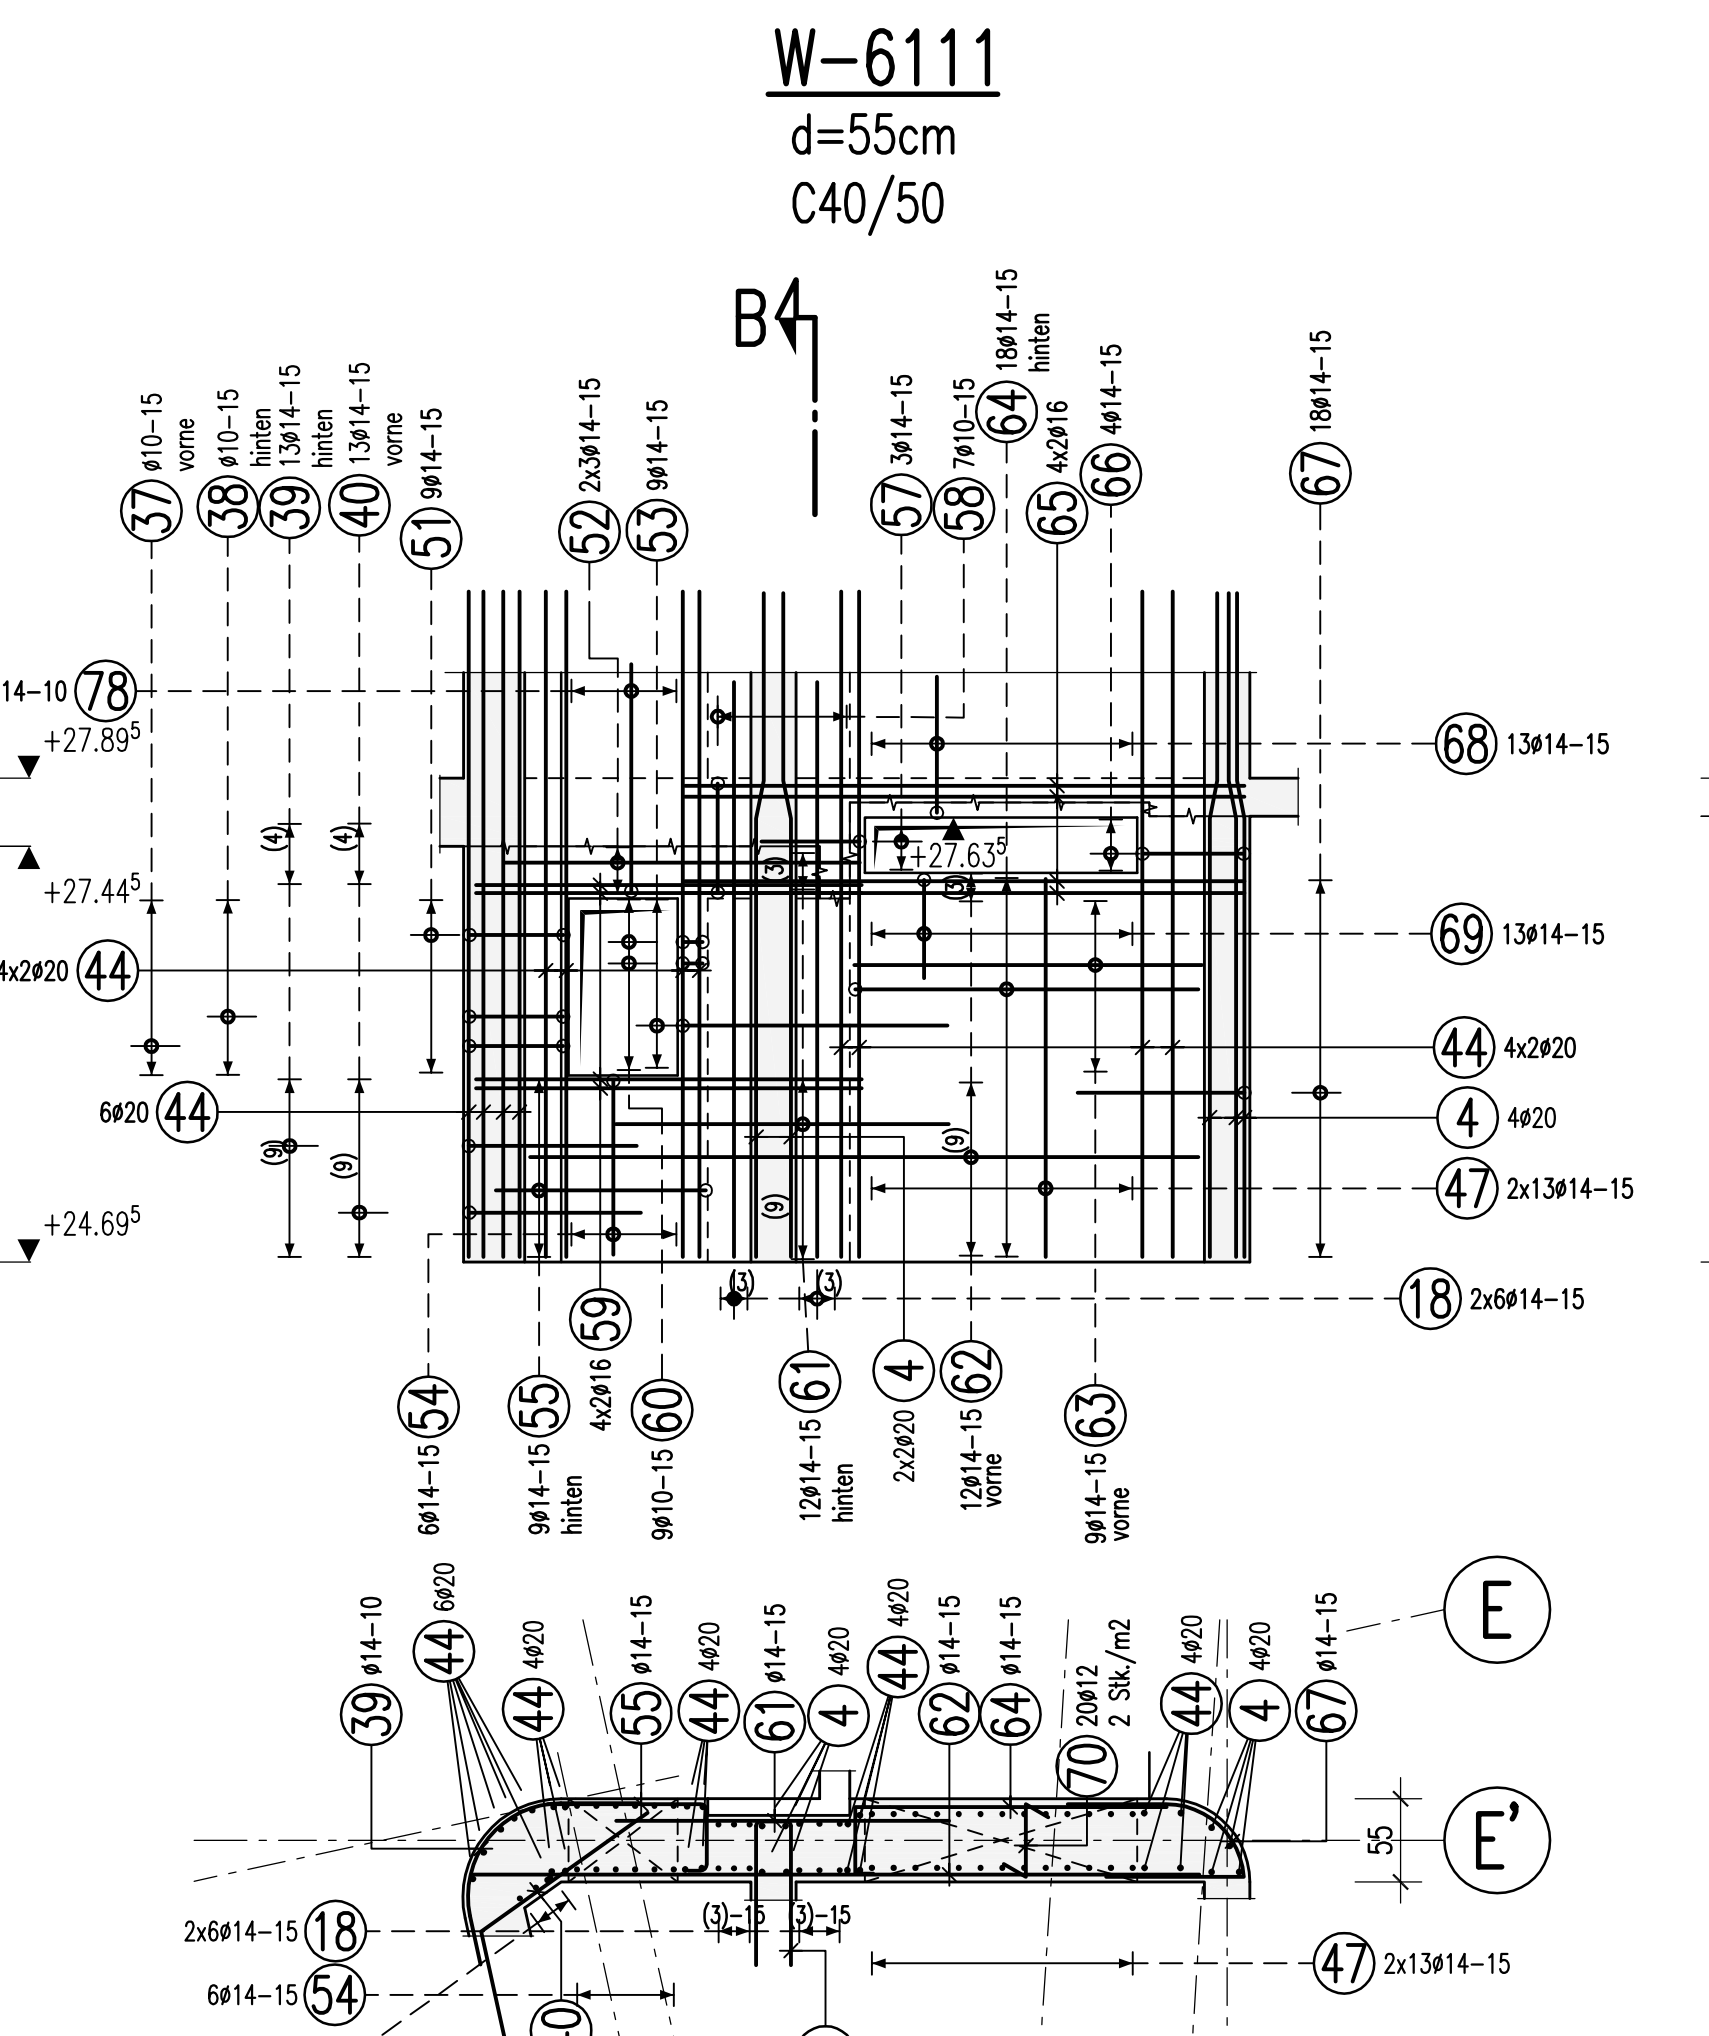 W-6111
d=55cm
C40/50
B4
37 ø10-15
vorne
38 ø10-15
hinten
39 13ø14-15
hinten
40 13ø14-15
vorne
51 9ø14-15
52 2x3ø14-15
53 9ø14-15
57 3ø14-15
58 7ø10-15
64 18ø14-15
hinten
65 4x2ø16
66 4ø14-15
67 18ø14-15
14-10 78
+27.89⁵
68 13ø14-15
(4)
(4)
(3)
+27.63⁵
(3)
+27.44⁵
69 13ø14-15
4x2ø20 44
44 4x2ø20
6ø20 44
4 4ø20
(9)
(9)
(9)
(9)
47 2x13ø14-15
+24.69⁵
(3)
(3)
18 2x6ø14-15
54 6ø14-15
55 9ø14-15
hinten
59 4x2ø16
60 9ø10-15
61 12ø14-15
hinten
4 2x2ø20
62 12ø14-15
vorne
63 9ø14-15
vorne
39 ø14-10
44 6ø20
44 4ø20
55 ø14-15
44 4ø20
61 ø14-15
4 4ø20
44 4ø20
62 ø14-15
64 ø14-15
70 20ø12
2 Stk./m2
44 4ø20
4 4ø20
67 ø14-15
E
55
E'
2x6ø14-15 18
(3)-15
(3)-15
47 2x13ø14-15
6ø14-15 54